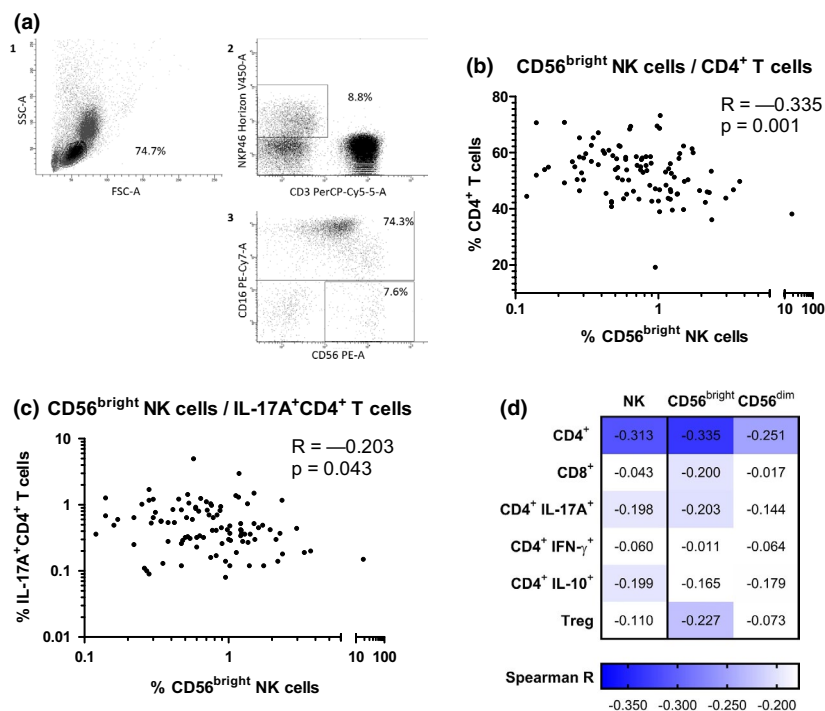 (a)
1
SSC-A
74.7%
FSC-A
2
NKP46 Horizon V450-A
8.8%
CD3 PerCP-Cy5-5-A
3
CD16 PE-Cy7-A
74.3%
7.6%
CD56 PE-A
(b) CD56bright NK cells / CD4+ T cells
R = —0.335
p = 0.001
% CD4+ T cells
80
60
40
20
0.1 1 10 100
% CD56bright NK cells
(c) CD56bright NK cells / IL-17A+CD4+ T cells
R = —0.203
p = 0.043
% IL-17A+CD4+ T cells
10
1
0.1
0.01
0.1 1 10 100
% CD56bright NK cells
(d)
NK CD56bright CD56dim
CD4+ -0.313 -0.335 -0.251
CD8+ -0.043 -0.200 -0.017
CD4+ IL-17A+ -0.198 -0.203 -0.144
CD4+ IFN-γ+ -0.060 -0.011 -0.064
CD4+ IL-10+ -0.199 -0.165 -0.179
Treg -0.110 -0.227 -0.073
Spearman R
-0.350 -0.300 -0.250 -0.200